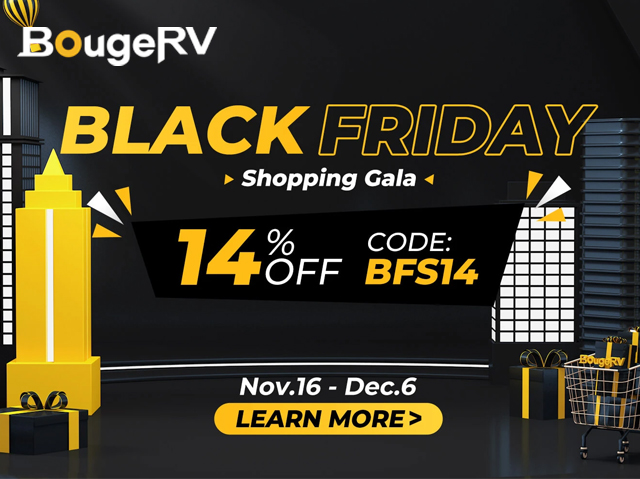 BougeRV
BLACK FRIDAY
Shopping Gala
14% OFF
CODE:
BFS14
Nov.16 - Dec.6
LEARN MORE>
BougeRV